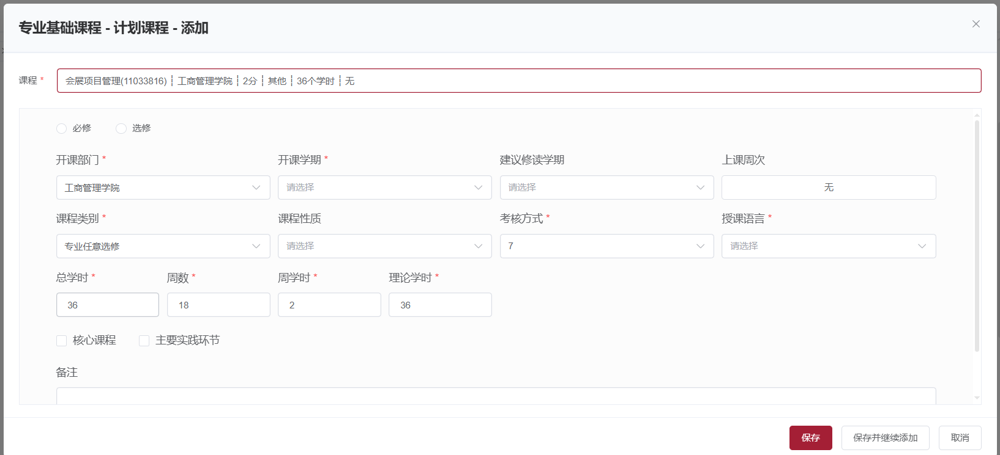 专业基础课程 - 计划课程 - 添加
课程 * 会展项目管理(11033816) ┆ 工商管理学院 ┆ 2分 ┆ 其他 ┆ 36个学时 ┆ 无
必修 选修
开课部门 * 开课学期 * 建议修读学期 上课周次
工商管理学院 请选择 请选择 无
课程类别 * 课程性质 考核方式 * 授课语言 *
专业任意选修 请选择 7 请选择
总学时 * 周数 * 周学时 * 理论学时 *
36 18 2 36
核心课程 主要实践环节
备注
保存 保存并继续添加 取消